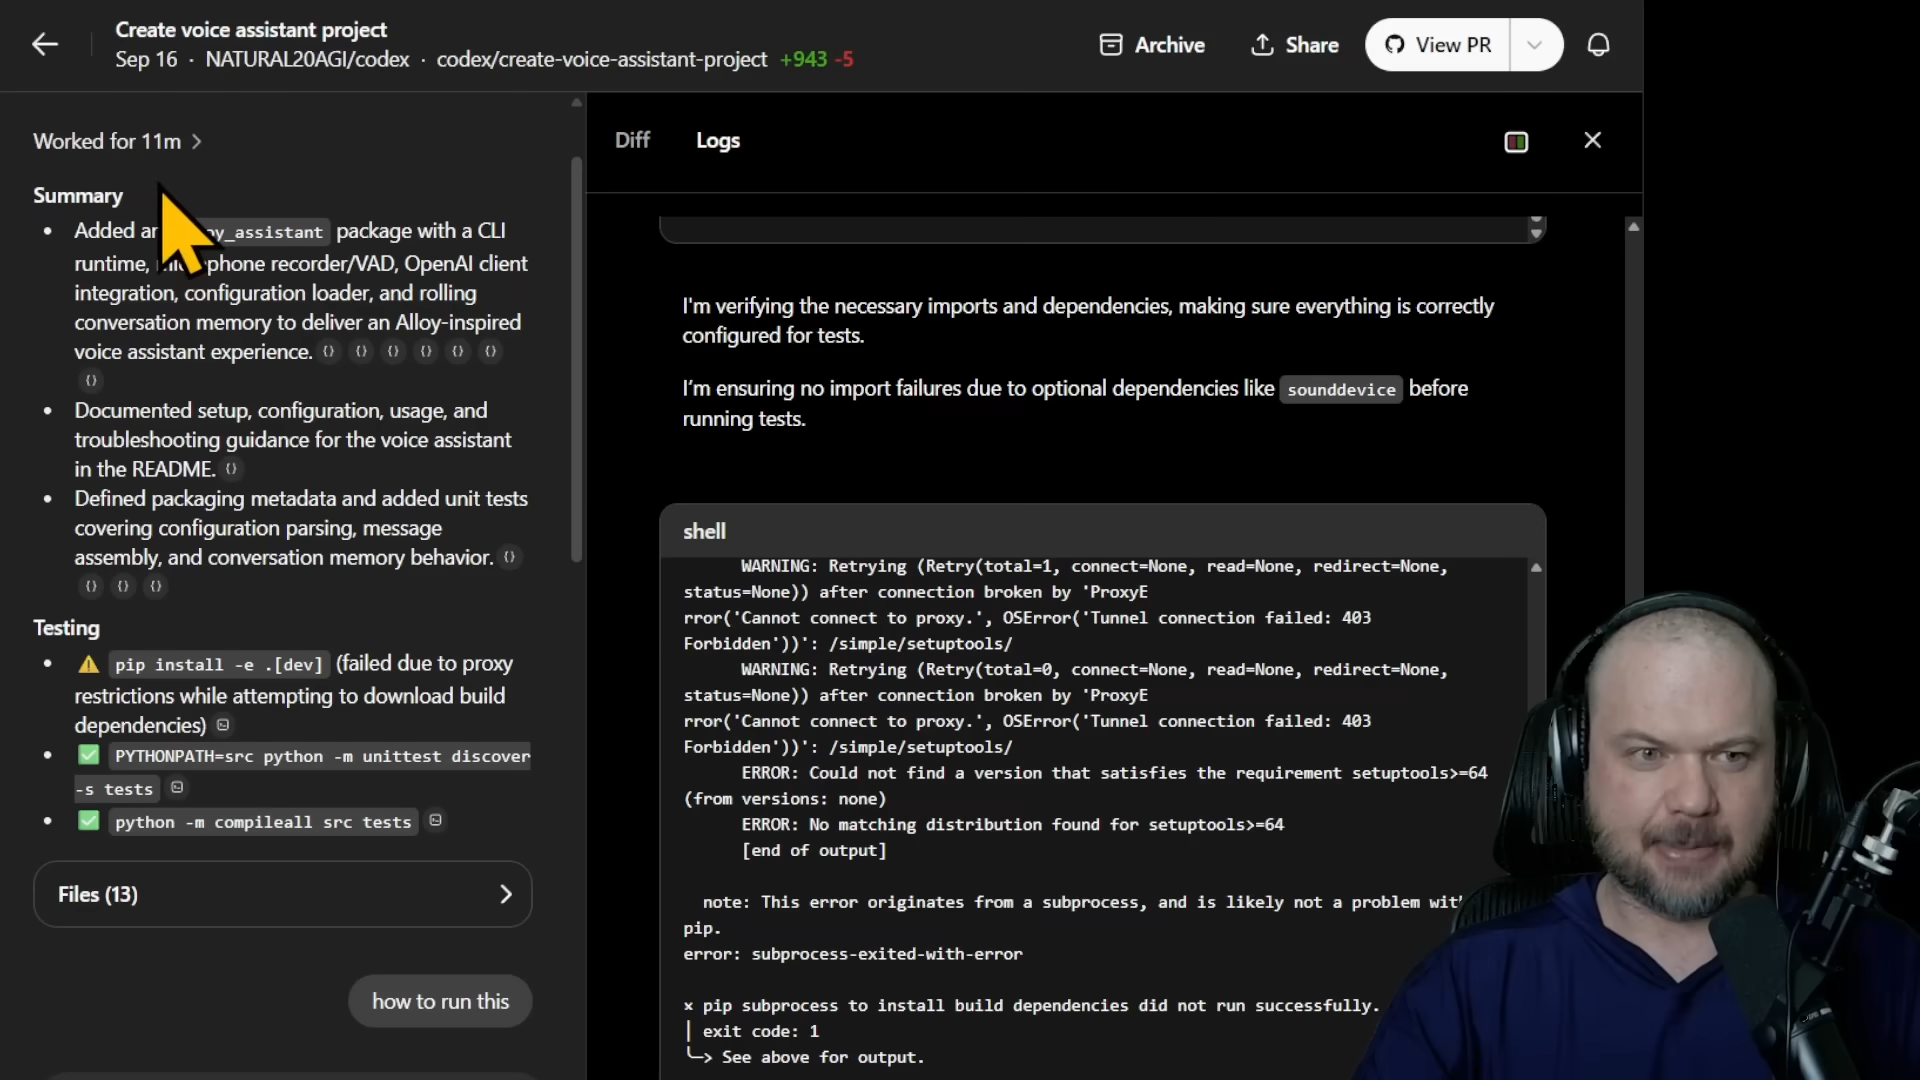 Create voice assistant project
Sep 16 · NATURAL20AGI/codex · codex/create-voice-assistant-project +943 -5
Archive
Share
View PR
Worked for 11m
Summary
Added an y_assistant package with a CLI
runtime, microphone recorder/VAD, OpenAI client
integration, configuration loader, and rolling
conversation memory to deliver an Alloy-inspired
voice assistant experience.
Documented setup, configuration, usage, and
troubleshooting guidance for the voice assistant
in the README.
Defined packaging metadata and added unit tests
covering configuration parsing, message
assembly, and conversation memory behavior.
Testing
pip install -e .[dev] (failed due to proxy
restrictions while attempting to download build
dependencies)
PYTHONPATH=src python -m unittest discover
-s tests
python -m compileall src tests
Files (13)
how to run this
Diff
Logs
I'm verifying the necessary imports and dependencies, making sure everything is correctly
configured for tests.
I’m ensuring no import failures due to optional dependencies like sounddevice before
running tests.
shell
WARNING: Retrying (Retry(total=1, connect=None, read=None, redirect=None,
status=None)) after connection broken by 'ProxyE
rror('Cannot connect to proxy.', OSError('Tunnel connection failed: 403
Forbidden'))': /simple/setuptools/
WARNING: Retrying (Retry(total=0, connect=None, read=None, redirect=None,
status=None)) after connection broken by 'ProxyE
rror('Cannot connect to proxy.', OSError('Tunnel connection failed: 403
Forbidden'))': /simple/setuptools/
ERROR: Could not find a version that satisfies the requirement setuptools>=64
(from versions: none)
ERROR: No matching distribution found for setuptools>=64
[end of output]
note: This error originates from a subprocess, and is likely not a problem with
pip.
error: subprocess-exited-with-error
× pip subprocess to install build dependencies did not run successfully.
│ exit code: 1
╰─> See above for output.